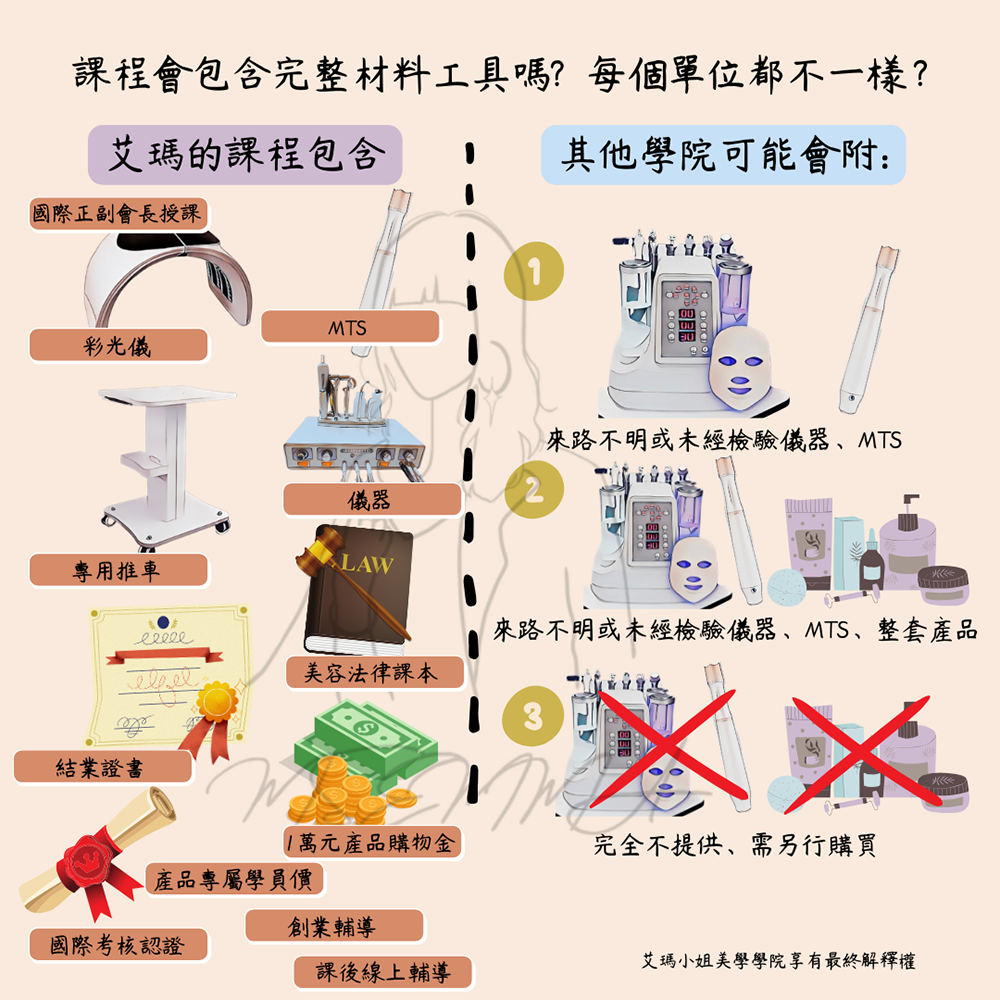 課程會包含完整材料工具嗎? 每個單位都不一樣?
艾瑪的課程包含
國際正副會長授課
彩光儀
MTS
專用推車
儀器
LAW
美容法律課本
結業證書
1萬元產品購物金
產品專屬學員價
國際考核認證
創業輔導
課後線上輔導
其他學院可能會附:
1
來路不明或未經檢驗儀器、MTS
2
來路不明或未經檢驗儀器、MTS、整套產品
3
完全不提供、需另行購買
艾瑪小姐美學學院享有最終解釋權